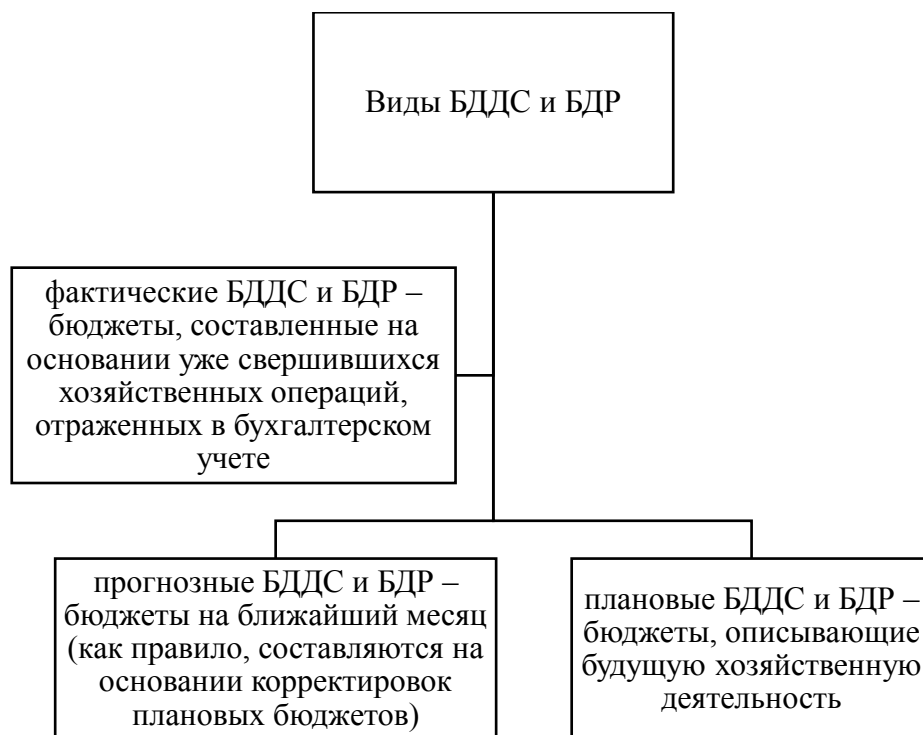 Виды БДДС и БДР
фактические БДДС и БДР –
бюджеты, составленные на
основании уже свершившихся
хозяйственных операций,
отраженных в бухгалтерском
учете
прогнозные БДДС и БДР –
бюджеты на ближайший месяц
(как правило, составляются на
основании корректировок
плановых бюджетов)
плановые БДДС и БДР –
бюджеты, описывающие
будущую хозяйственную
деятельность